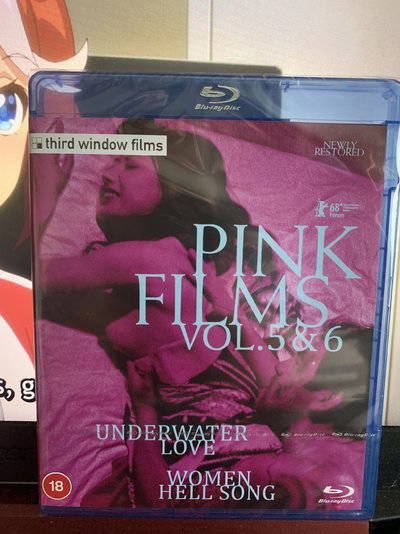 Blu-ray Disc
third window films
NEWLY
RESTORED
68
Forum
PINK
FILMS
VOL. 5 & 6
s, g
UNDERWATER
LOVE
WOMEN
HELL SONG
18
Blu-ray Disc